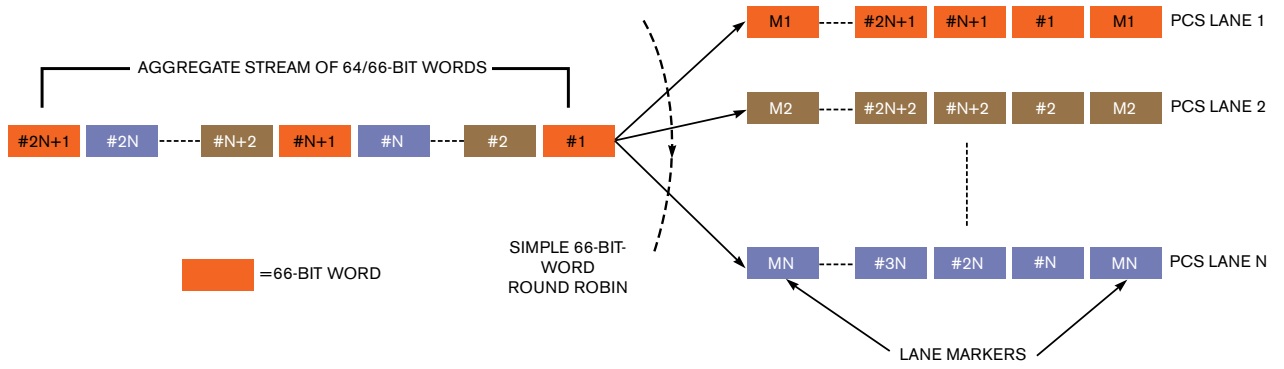 M1 #2N+1 #N+1 #1 M1 PCS LANE 1
AGGREGATE STREAM OF 64/66-BIT WORDS
M2 #2N+2 #N+2 #2 M2 PCS LANE 2
#2N+1 #2N #N+2 #N+1 #N #2 #1
SIMPLE 66-BIT-
WORD
ROUND ROBIN
MN #3N #2N #N MN PCS LANE N
=66-BIT WORD
LANE MARKERS